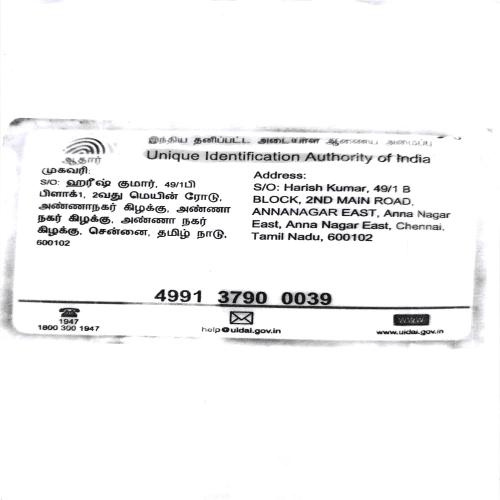 இந்திய தனிப்பட்ட அடையாள ஆணைய அமைப்பு
ஆதார்
Unique Identification Authority of India
முகவரி:
S/O: ஹரீஷ் குமார், 49/1பி
பிளாக்1, 2வது மெயின் ரோடு,
அண்ணாநகர் கிழக்கு, அண்ணா
நகர் கிழக்கு, அண்ணா நகர்
கிழக்கு, சென்னை, தமிழ் நாடு,
600102
Address:
S/O: Harish Kumar, 49/1 B
BLOCK, 2ND MAIN ROAD,
ANNANAGAR EAST, Anna Nagar
East, Anna Nagar East, Chennai,
Tamil Nadu, 600102
4991 3790 0039
1947
1800 300 1947
help@uidai.gov.in
WWW
www.uidai.gov.in